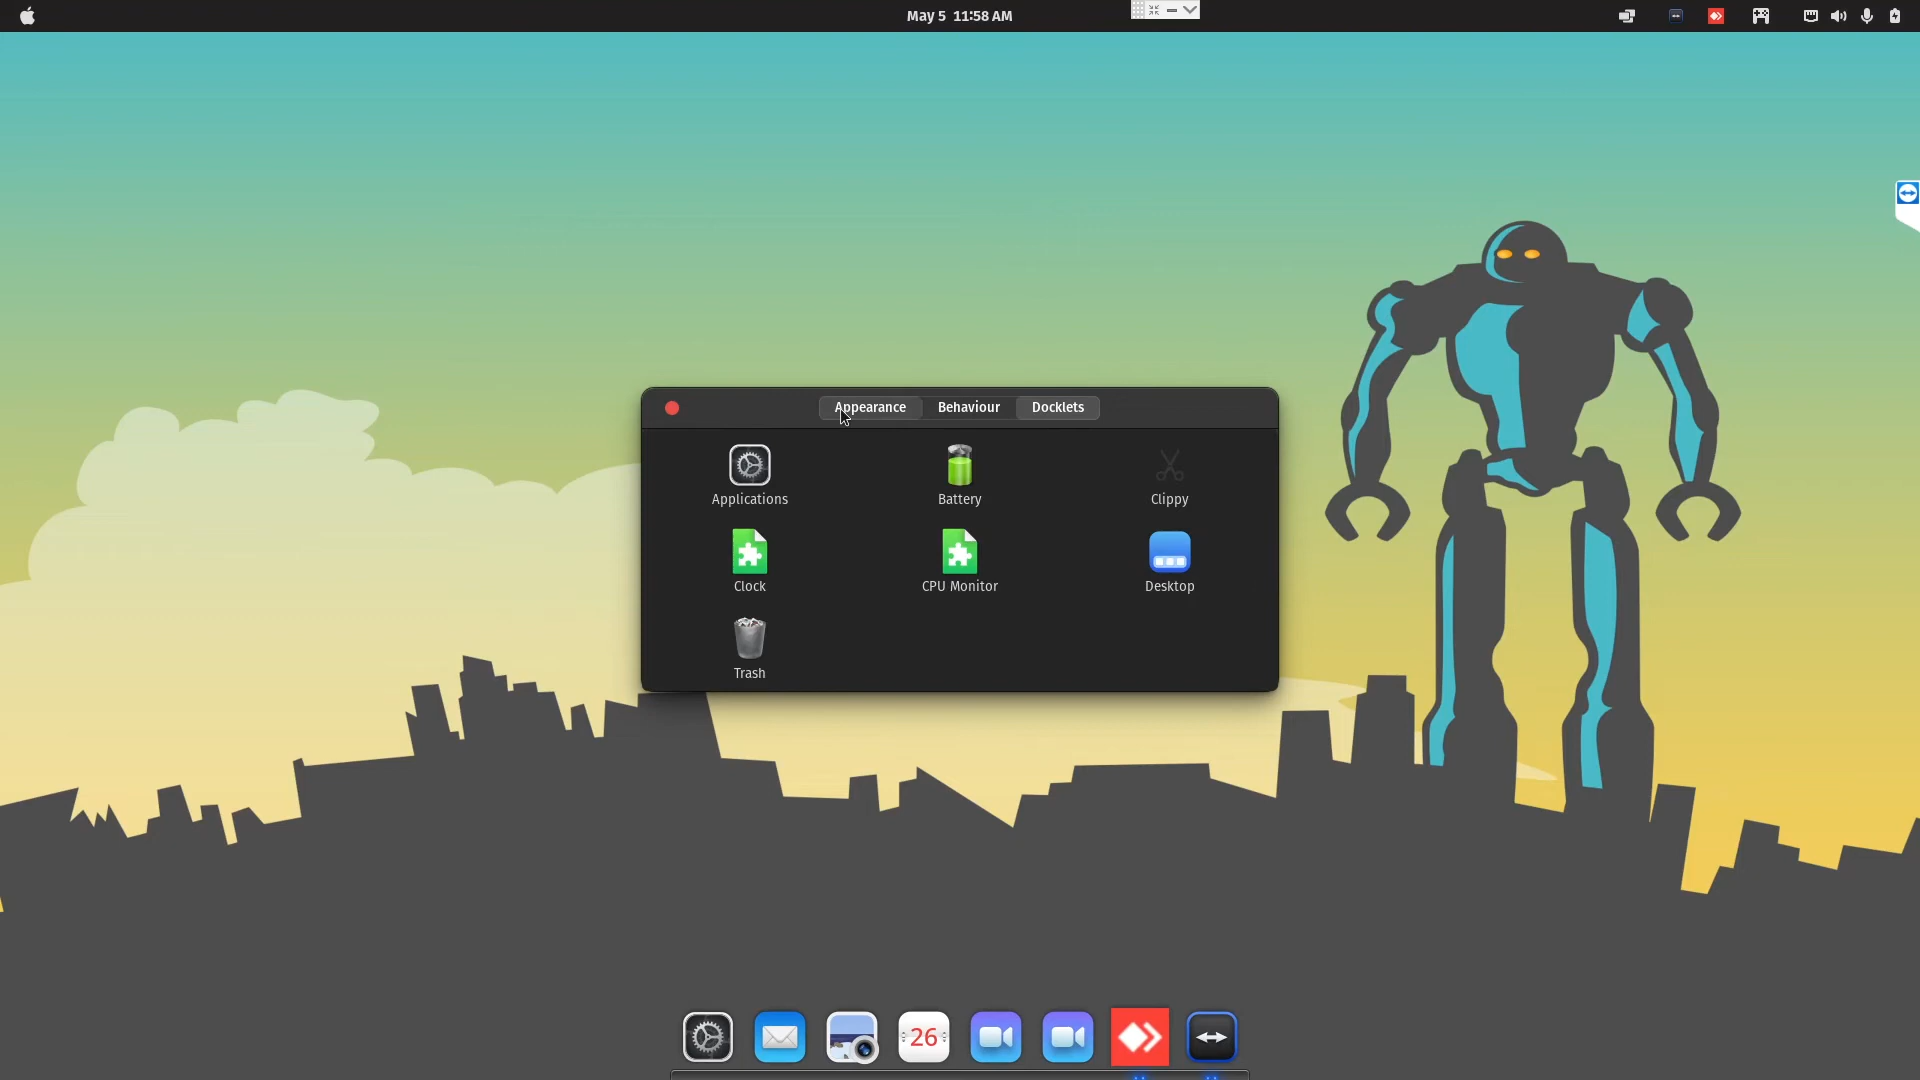 May 5 11:58 AM
Appearance Behaviour Docklets
Applications Battery Clippy
Clock CPU Monitor Desktop
Trash
26